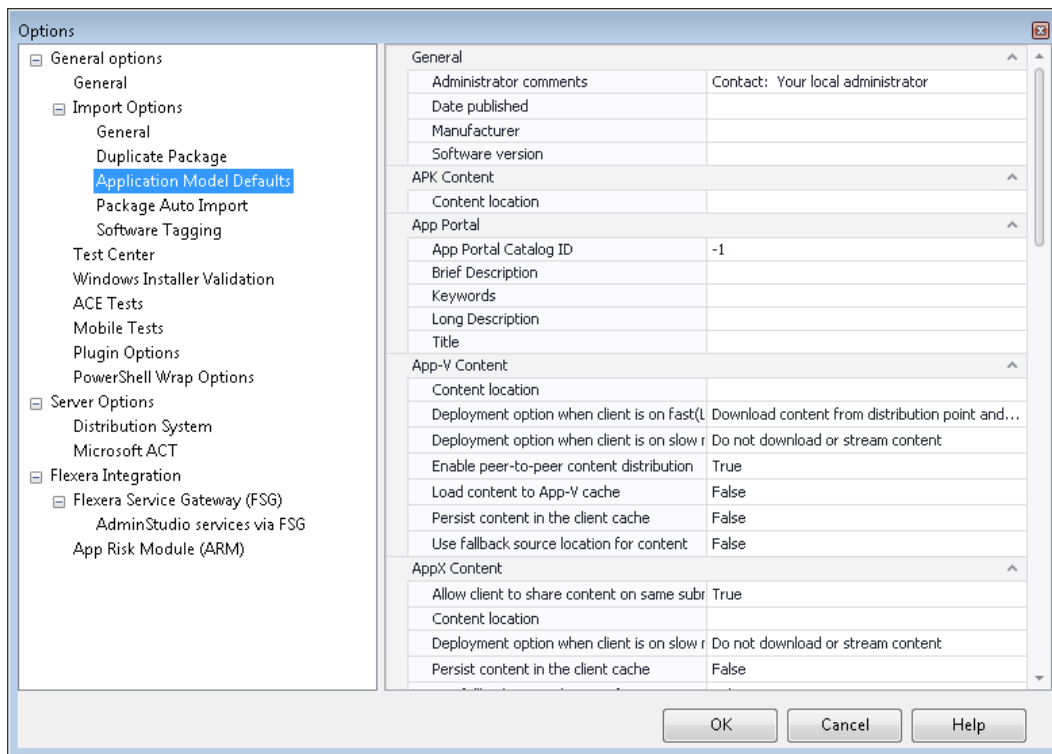 Options
General options
General
Import Options
General
Duplicate Package
Application Model Defaults
Package Auto Import
Software Tagging
Test Center
Windows Installer Validation
ACE Tests
Mobile Tests
Plugin Options
PowerShell Wrap Options
Server Options
Distribution System
Microsoft ACT
Flexera Integration
Flexera Service Gateway (FSG)
AdminStudio services via FSG
App Risk Module (ARM)
General
Administrator comments Contact: Your local administrator
Date published
Manufacturer
Software version
APK Content
Content location
App Portal
App Portal Catalog ID -1
Brief Description
Keywords
Long Description
Title
App-V Content
Content location
Deployment option when client is on fast(L Download content from distribution point and...
Deployment option when client is on slow r Do not download or stream content
Enable peer-to-peer content distribution True
Load content to App-V cache False
Persist content in the client cache False
Use fallback source location for content False
AppX Content
Allow client to share content on same subr True
Content location
Deployment option when client is on slow r Do not download or stream content
Persist content in the client cache False
OK Cancel Help